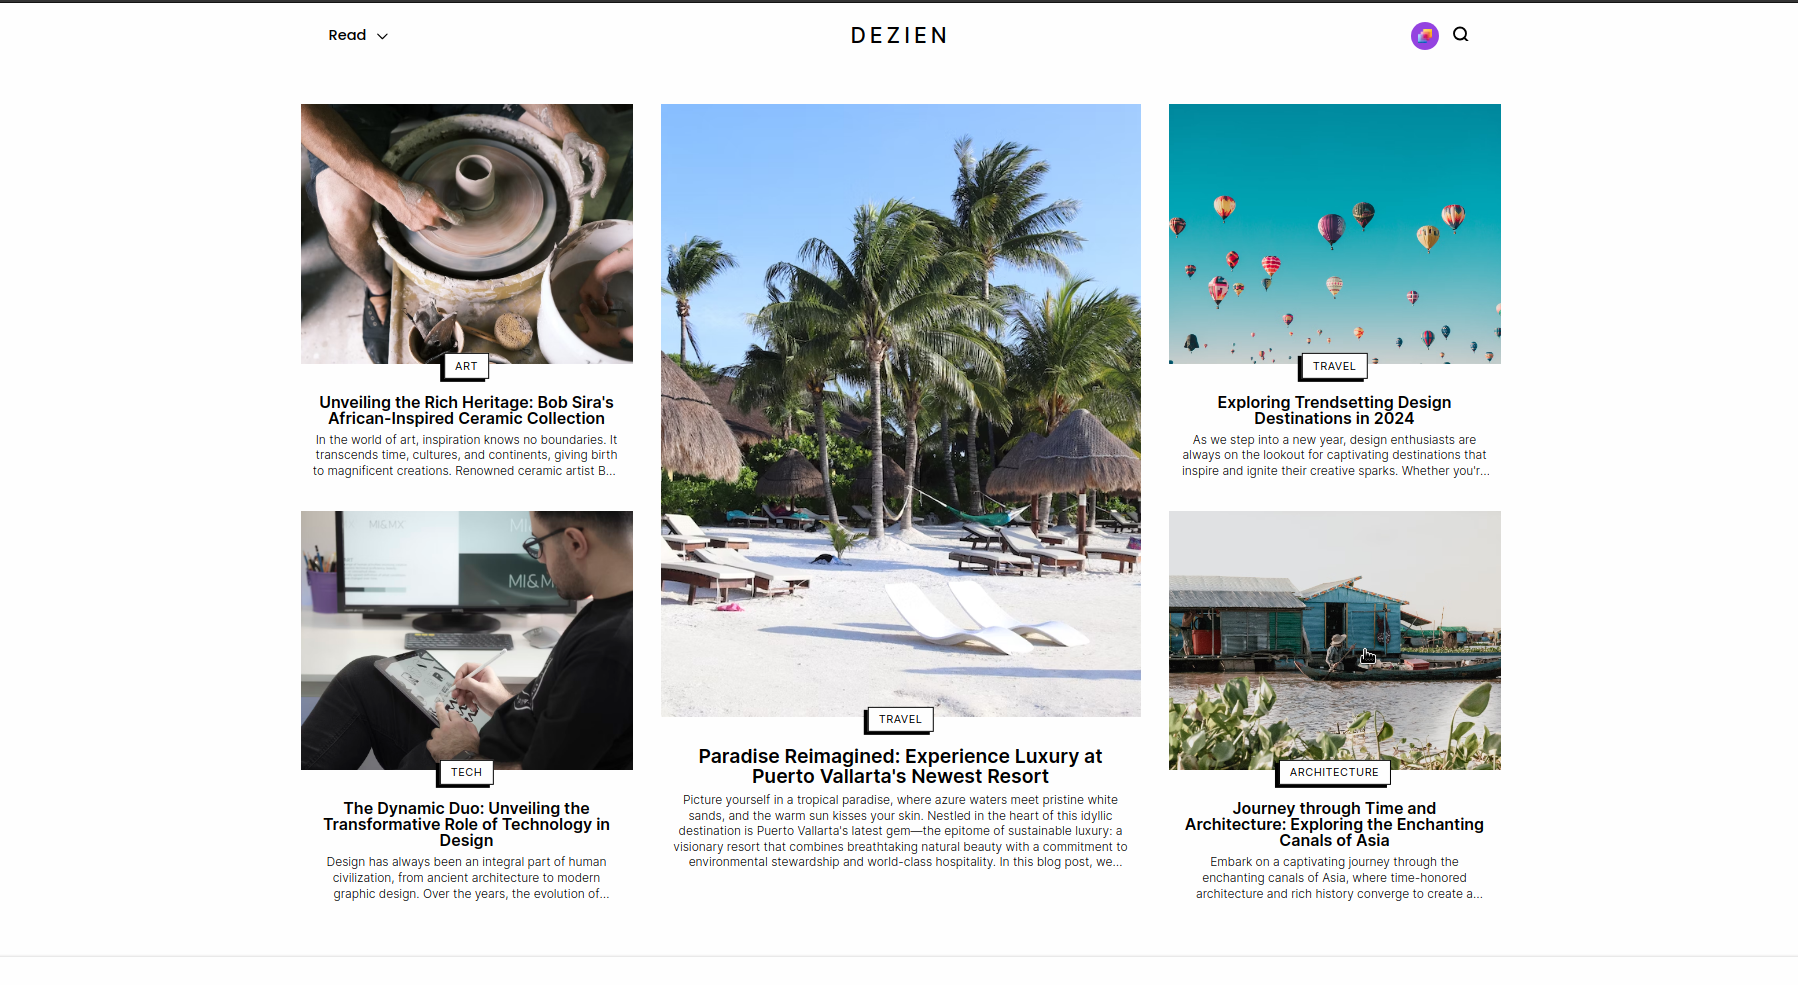 Read
DEZIEN
ART
Unveiling the Rich Heritage: Bob Sira's
African-Inspired Ceramic Collection
In the world of art, inspiration knows no boundaries. It
transcends time, cultures, and continents, giving birth
to magnificent creations. Renowned ceramic artist B...
MI&MX
MI&M
TECH
The Dynamic Duo: Unveiling the
Transformative Role of Technology in
Design
Design has always been an integral part of human
civilization, from ancient architecture to modern
graphic design. Over the years, the evolution of...
TRAVEL
Paradise Reimagined: Experience Luxury at
Puerto Vallarta's Newest Resort
Picture yourself in a tropical paradise, where azure waters meet pristine white
sands, and the warm sun kisses your skin. Nestled in the heart of this idyllic
destination is Puerto Vallarta's latest gem—the epitome of sustainable luxury: a
visionary resort that combines breathtaking natural beauty with a commitment to
environmental stewardship and world-class hospitality. In this blog post, we...
TRAVEL
Exploring Trendsetting Design
Destinations in 2024
As we step into a new year, design enthusiasts are
always on the lookout for captivating destinations that
inspire and ignite their creative sparks. Whether you'r...
ARCHITECTURE
Journey through Time and
Architecture: Exploring the Enchanting
Canals of Asia
Embark on a captivating journey through the
enchanting canals of Asia, where time-honored
architecture and rich history converge to create a...